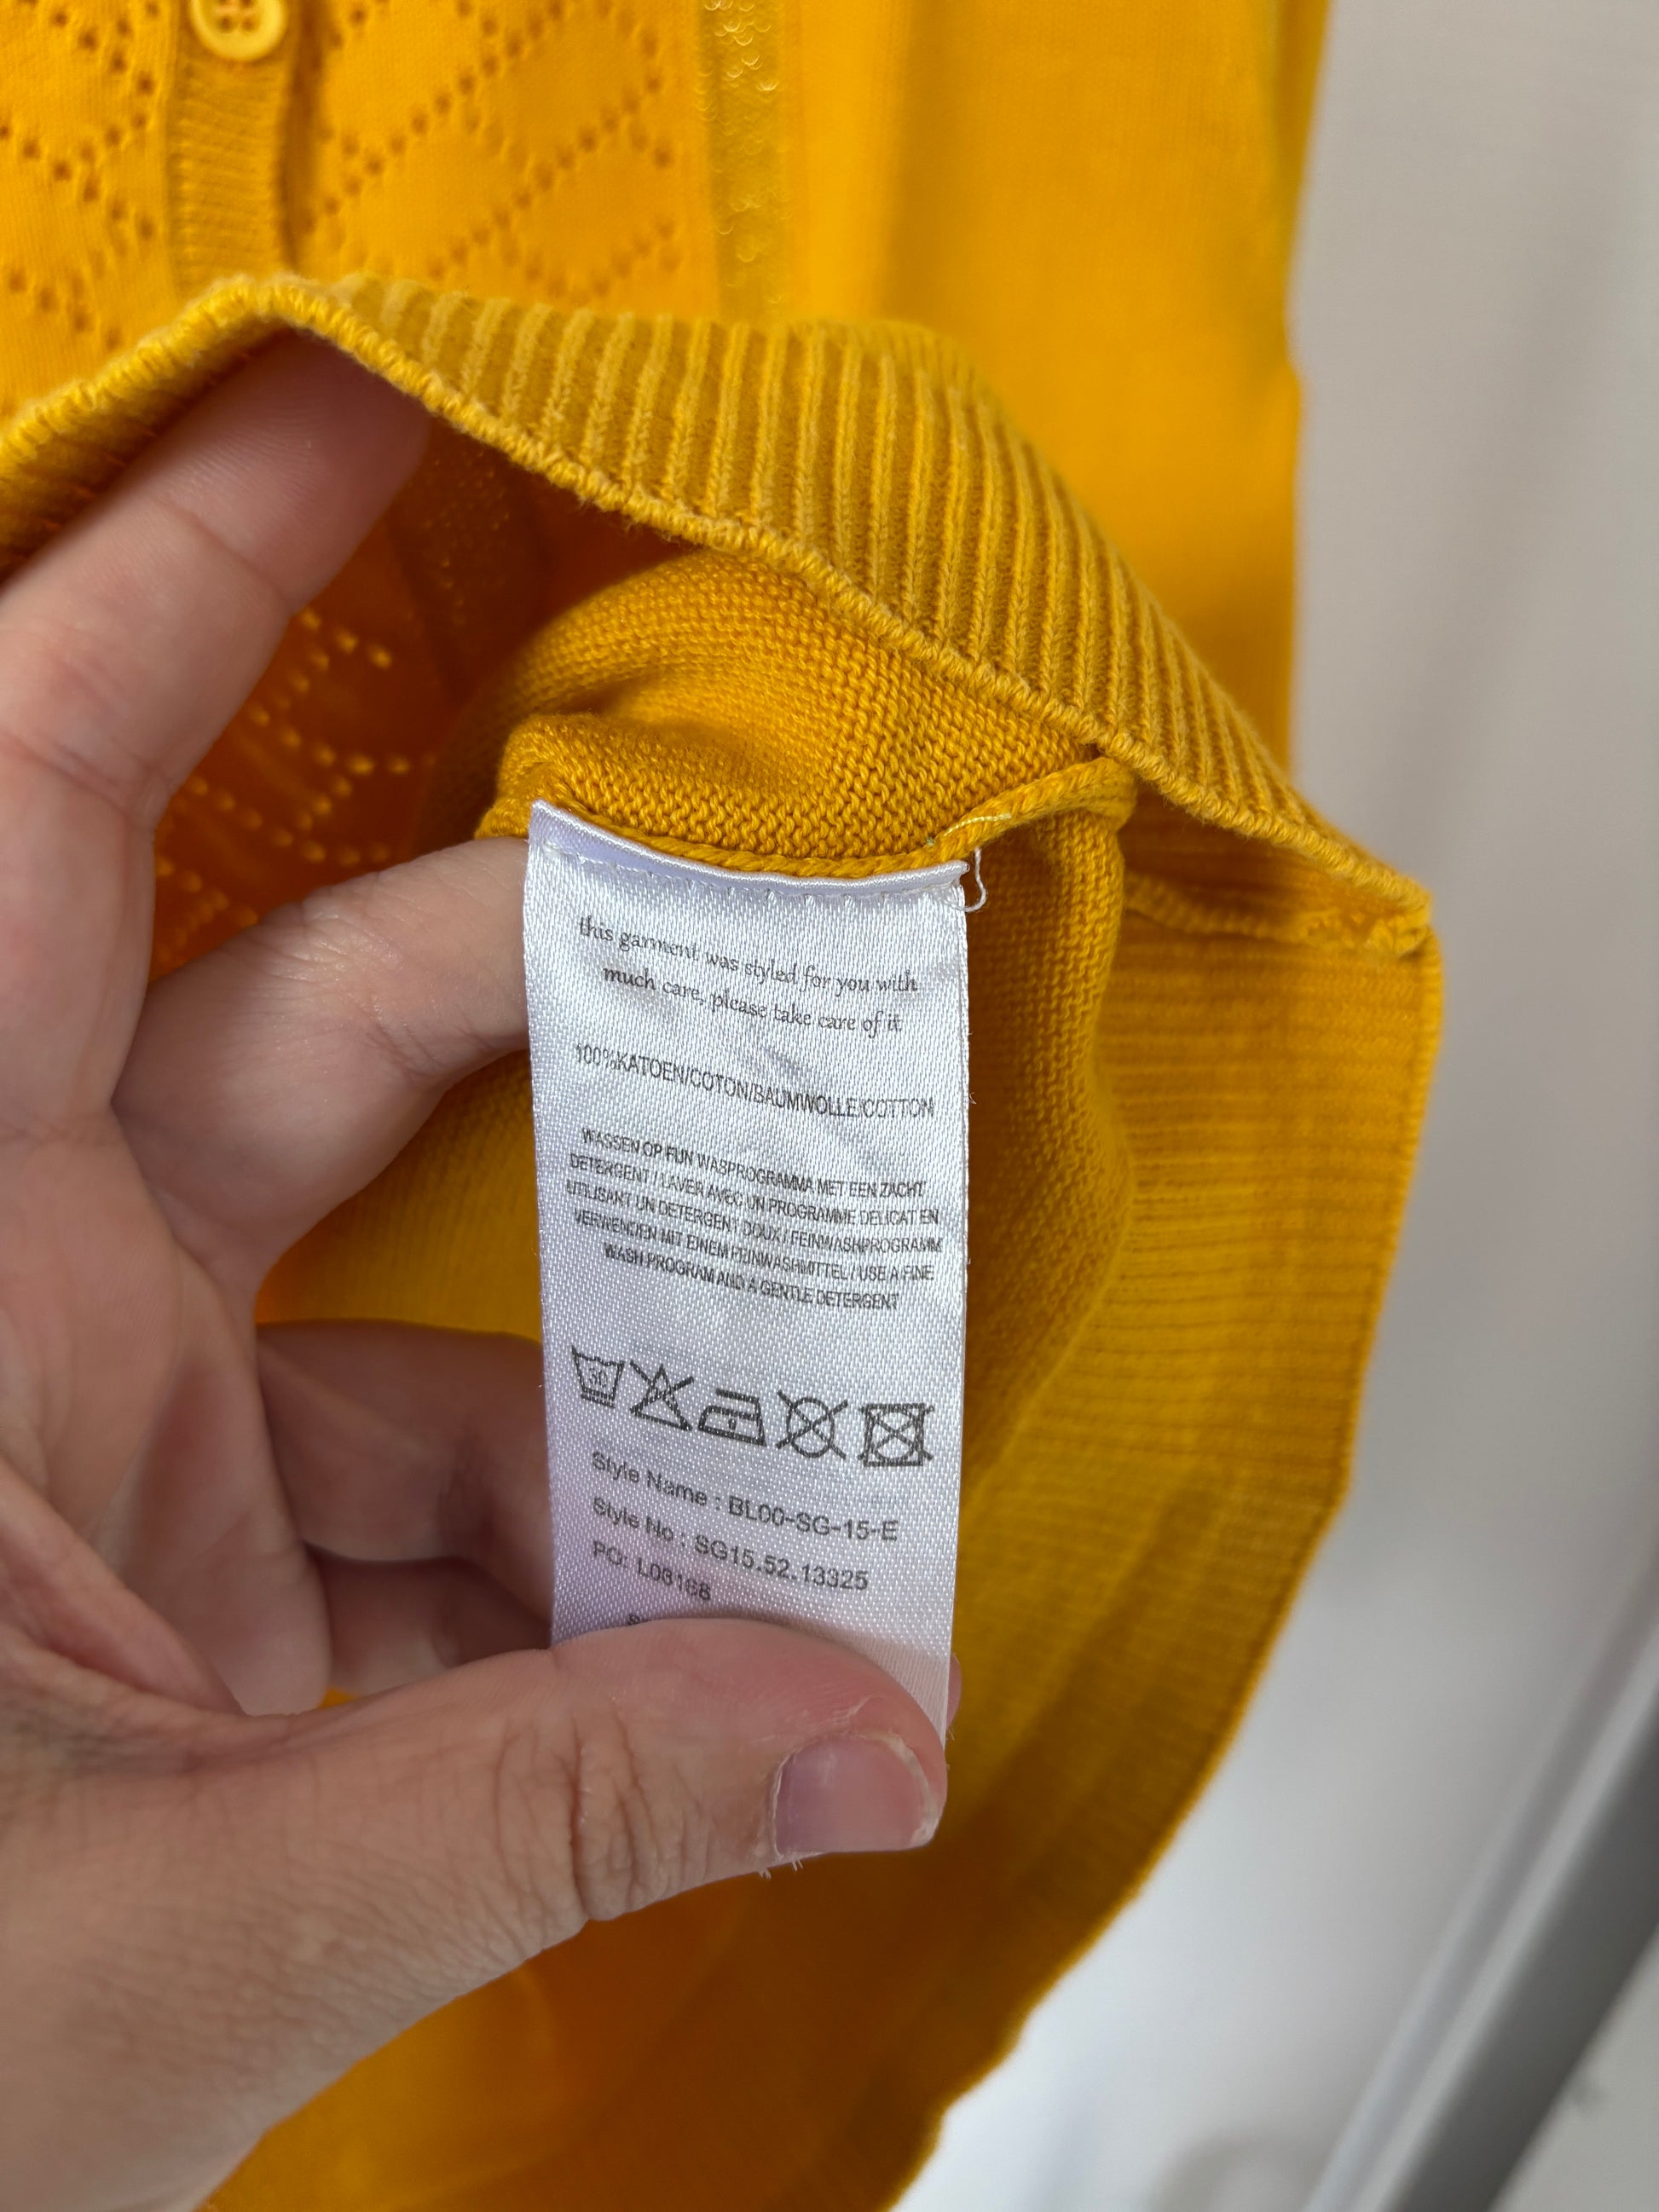 this garment was styled for you with
much care, please take care of it
100%KATOEN/COTON/BAUMWOLLE/COTTON
WASSEN OP FIJN WASPROGRAMMA MET EEN ZACHT
DETERGENT / LAVER AVEC UN PROGRAMME DELICAT EN
UTILISANT UN DETERGENT DOUX / FEINWASHPROGRAMM
VERWENDEN MIT EINEM FEINWASHMITTEL / USE A FINE
WASH PROGRAM AND A GENTLE DETERGENT
30
Style Name : BL00-SG-15-E
Style No : SG15.52.13325
PO: L03168